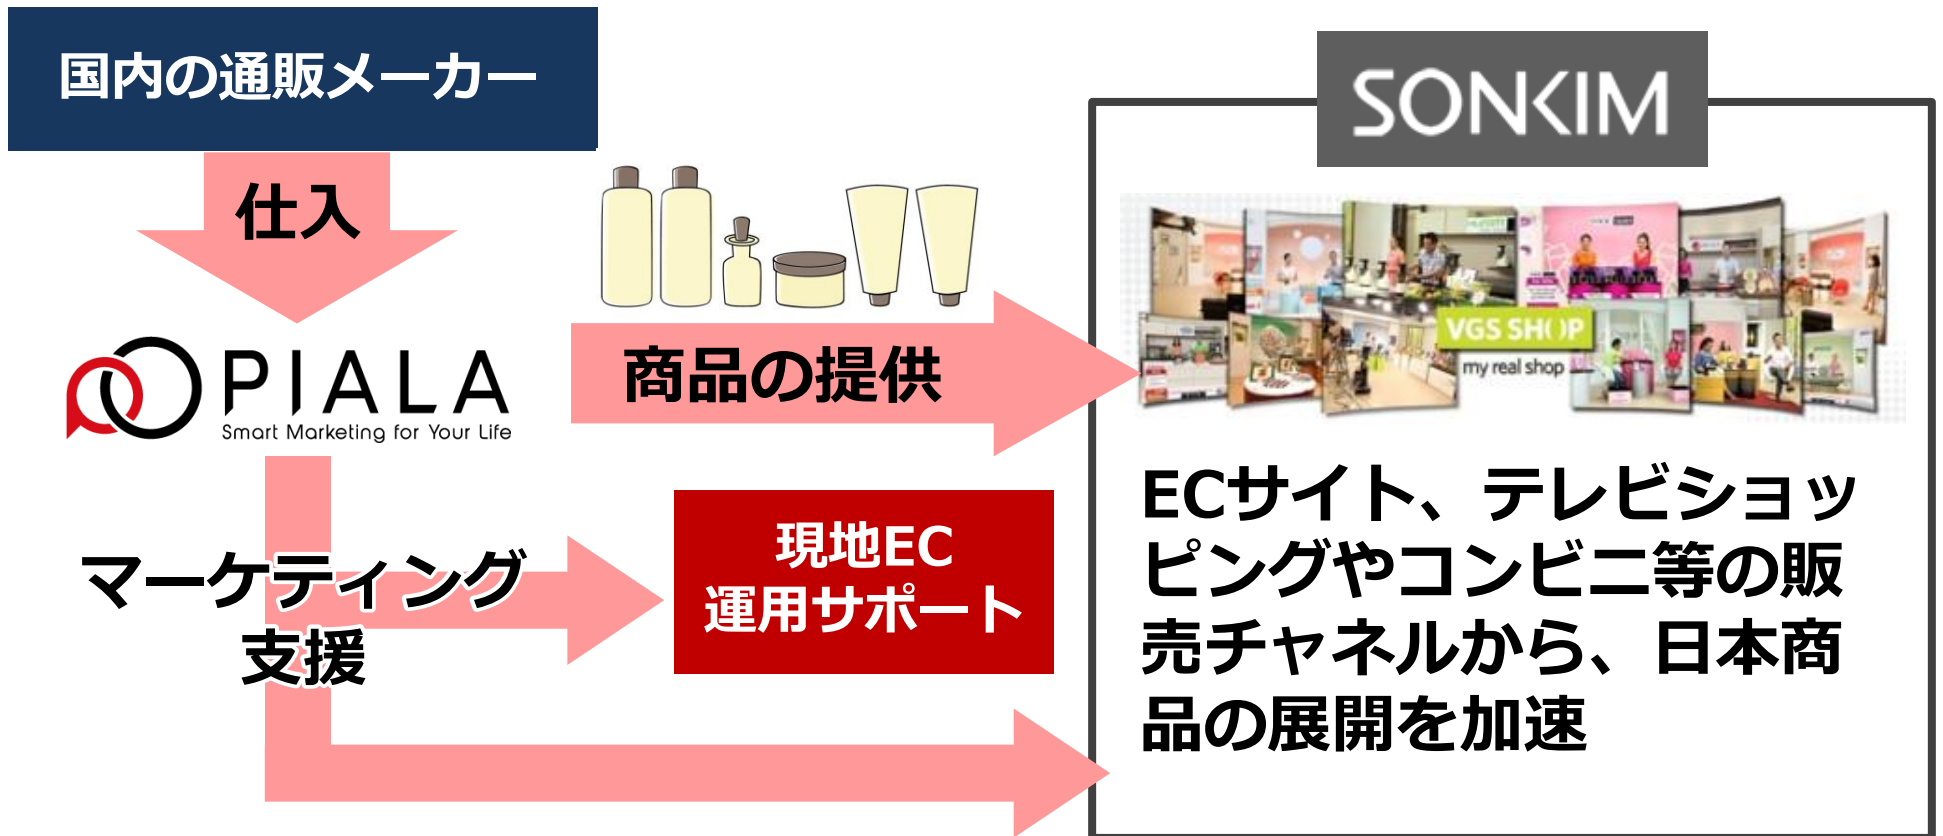 国内の通販メーカー
仕入
PIALA
Smart Marketing for Your Life
商品の提供
マーケティング
支援
現地EC
運用サポート
SONKIM
VGS SHOP
my real shop
ECサイト、テレビショッ
ピングやコンビニ等の販
売チャネルから、日本商
品の展開を加速